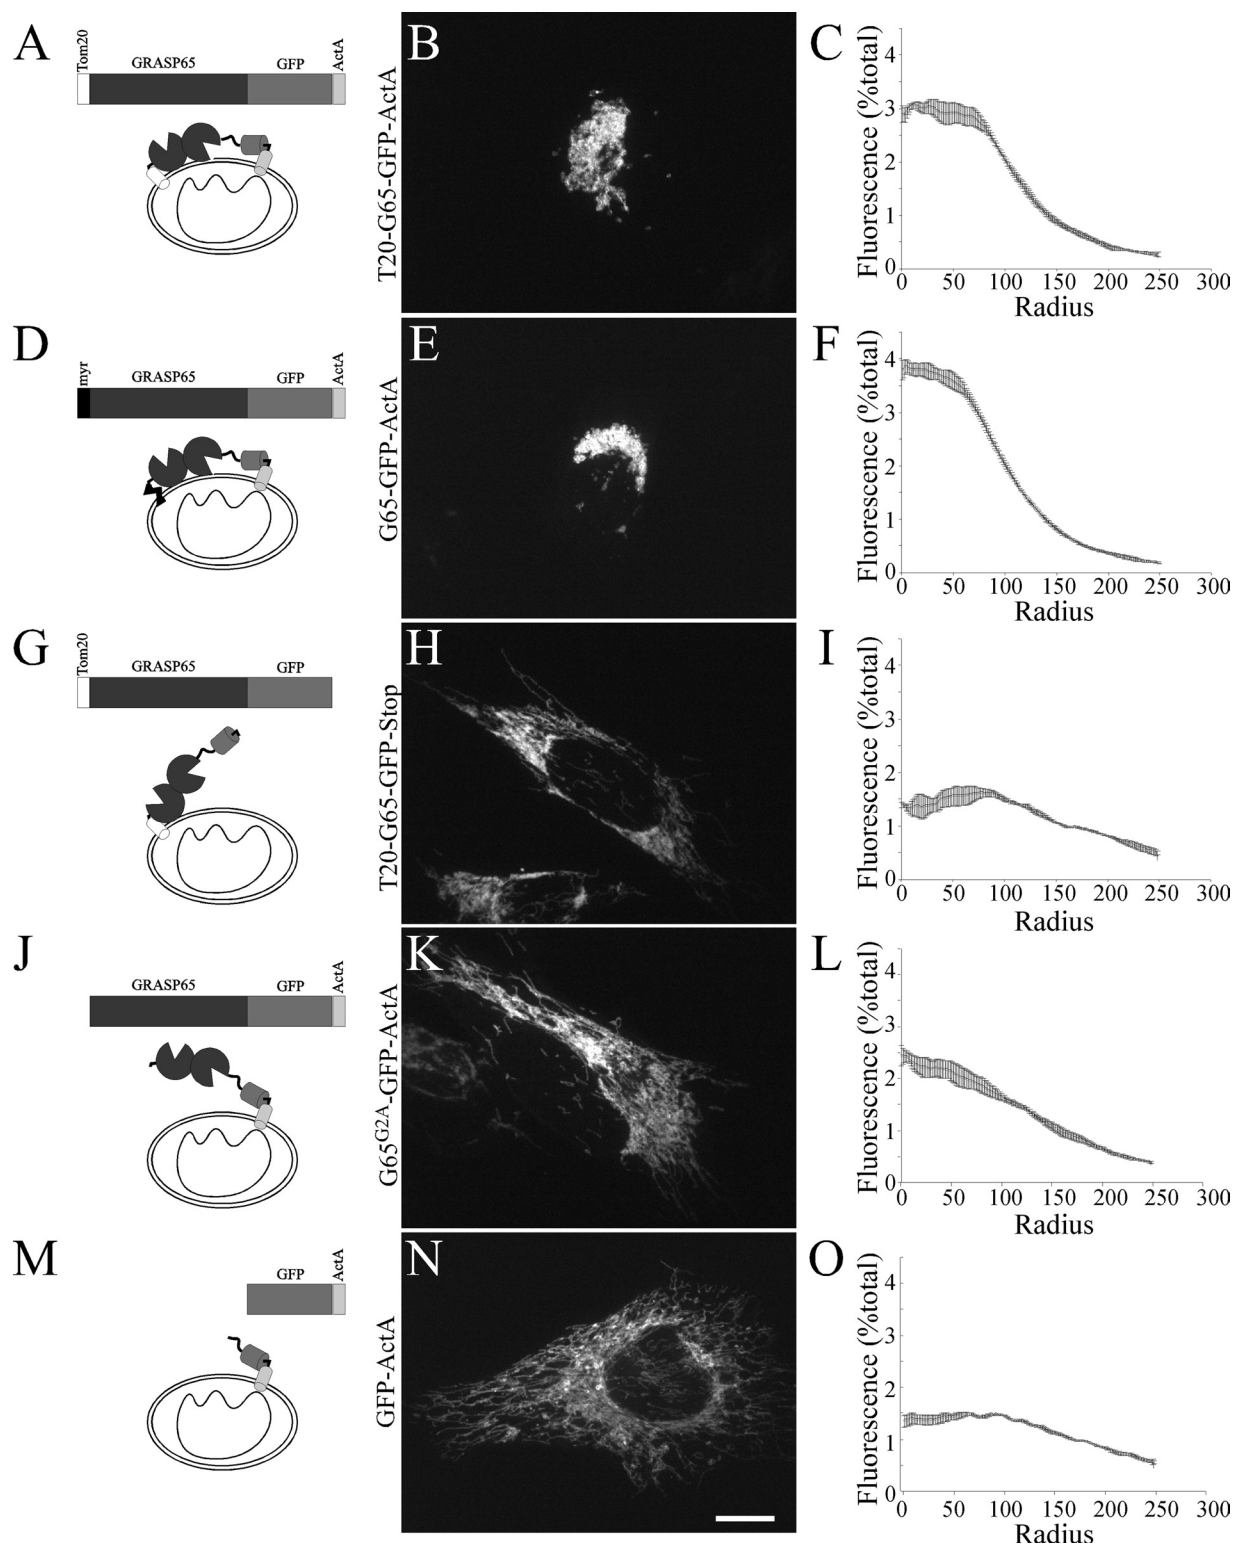 A
Tom20
GRASP65
GFP
ActA
T20-G65-GFP-ActA
B
C
Fluorescence (%total)
4
3
2
1
0
0 50 100 150 200 250 300
Radius
D
myr
GRASP65
GFP
ActA
G65-GFP-ActA
E
F
Fluorescence (%total)
4
3
2
1
0
0 50 100 150 200 250 300
Radius
G
Tom20
GRASP65
GFP
T20-G65-GFP-Stop
H
I
Fluorescence (%total)
4
3
2
1
0
0 50 100 150 200 250 300
Radius
J
GRASP65
GFP
ActA
G65G2A-GFP-ActA
K
L
Fluorescence (%total)
4
3
2
1
0
0 50 100 150 200 250 300
Radius
M
GFP
ActA
GFP-ActA
N
O
Fluorescence (%total)
4
3
2
1
0
0 50 100 150 200 250 300
Radius